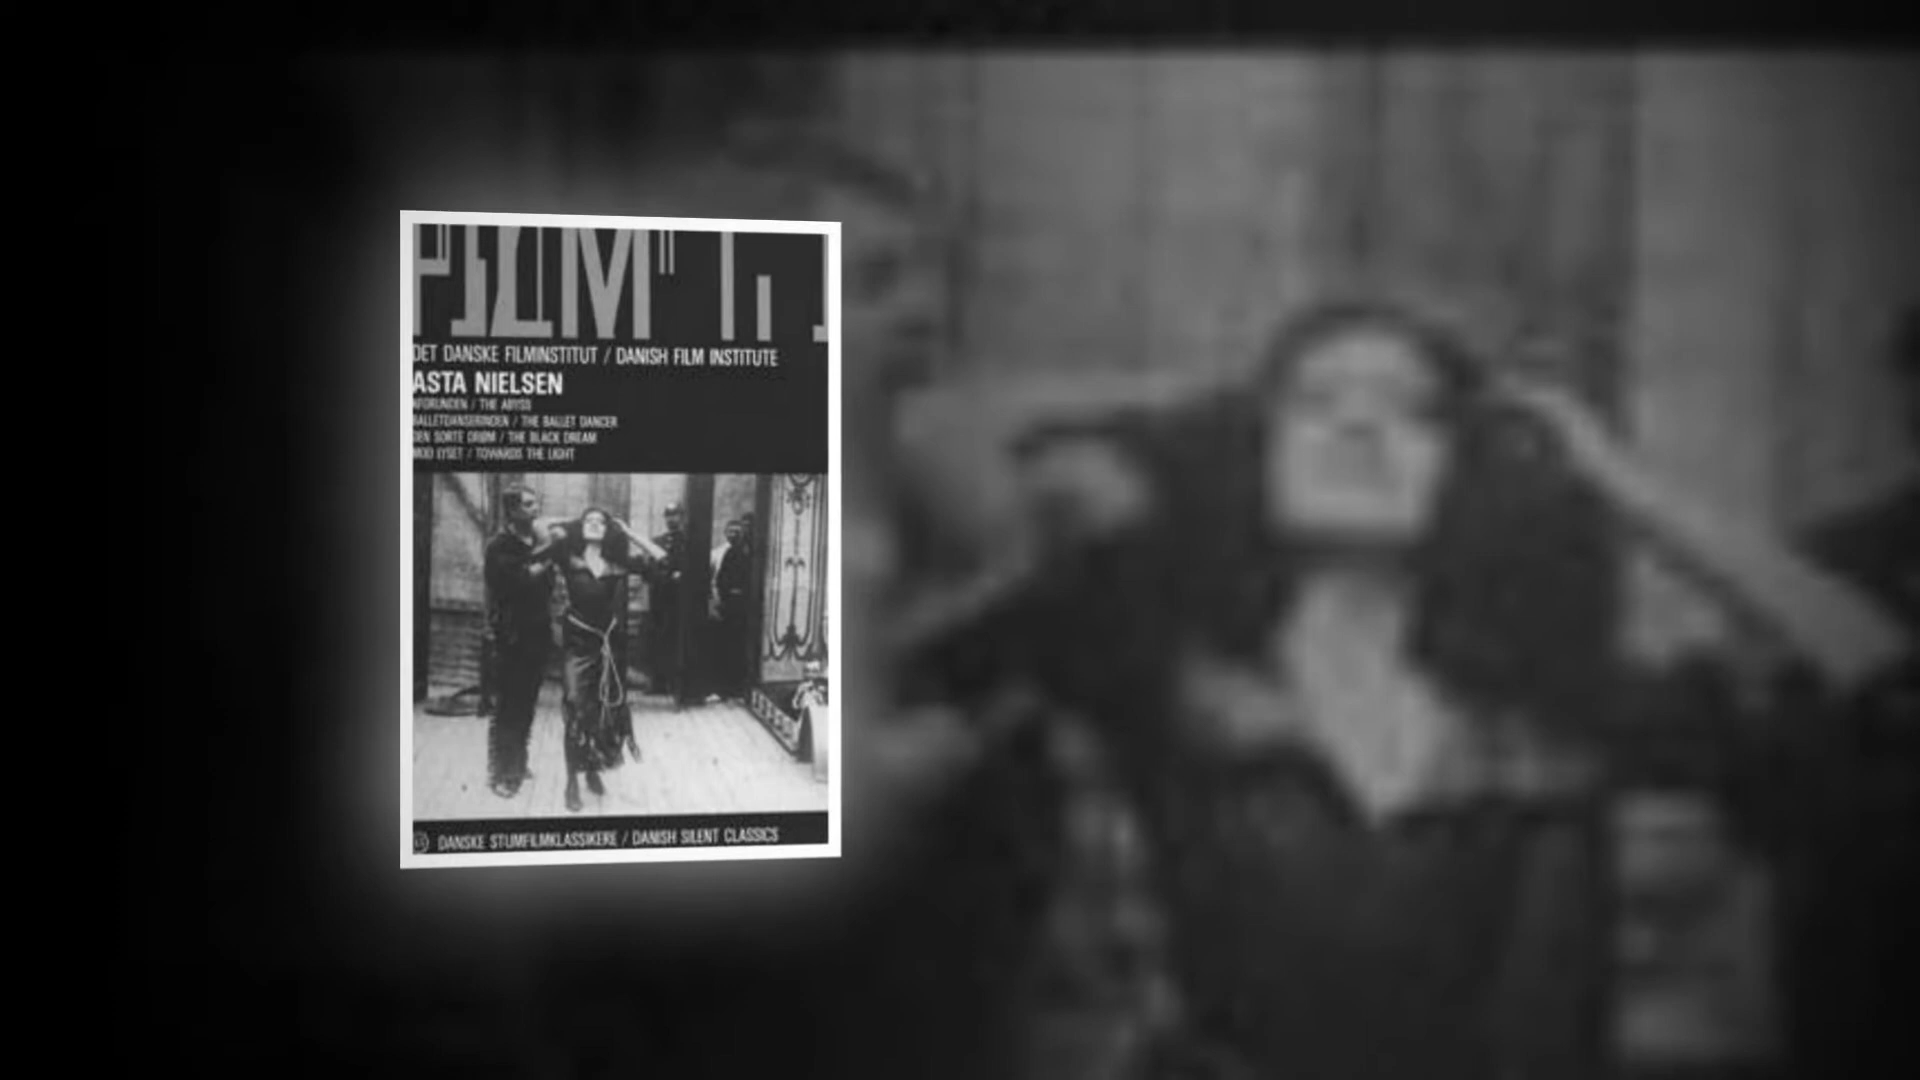 DET DANSKE FILMINSTITUT / DANISH FILM INSTITUTE
ASTA NIELSEN
AFGRUNDEN / THE ABYSS
BALLETDANSERINDEN / THE BALLET DANCER
DEN SORTE DRØM / THE BLACK DREAM
MOD LYSET / TOWARDS THE LIGHT
DANSKE STUMFILMKLASSIKERE / DANISH SILENT CLASSICS